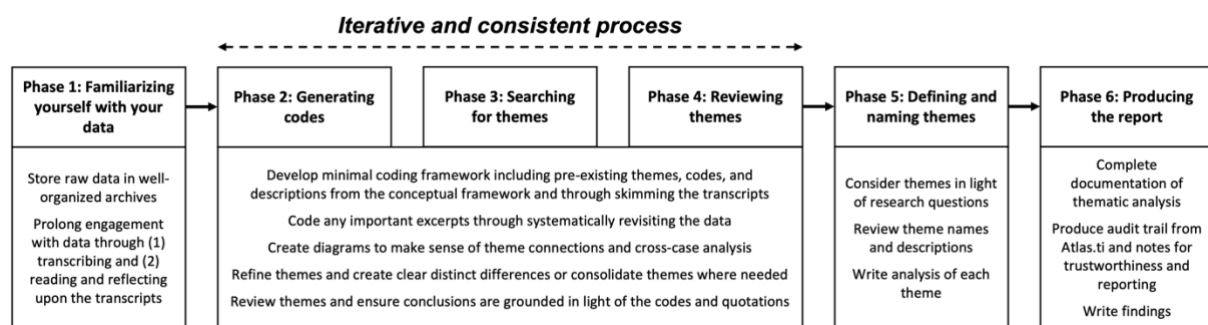 Iterative and consistent process
Phase 1: Familiarizing
yourself with your
data
Phase 2: Generating
codes
Phase 3: Searching
for themes
Phase 4: Reviewing
themes
Phase 5: Defining and
naming themes
Phase 6: Producing
the report
Store raw data in well-
organized archives
Prolong engagement
with data through (1)
transcribing and (2)
reading and reflecting
upon the transcripts
Develop minimal coding framework including pre-existing themes, codes, and
descriptions from the conceptual framework and through skimming the transcripts
Code any important excerpts through systematically revisiting the data
Create diagrams to make sense of theme connections and cross-case analysis
Refine themes and create clear distinct differences or consolidate themes where needed
Review themes and ensure conclusions are grounded in light of the codes and quotations
Consider themes in light
of research questions
Review theme names
and descriptions
Write analysis of each
theme
Complete
documentation of
thematic analysis
Produce audit trail from
Atlas.ti and notes for
trustworthiness and
reporting
Write findings